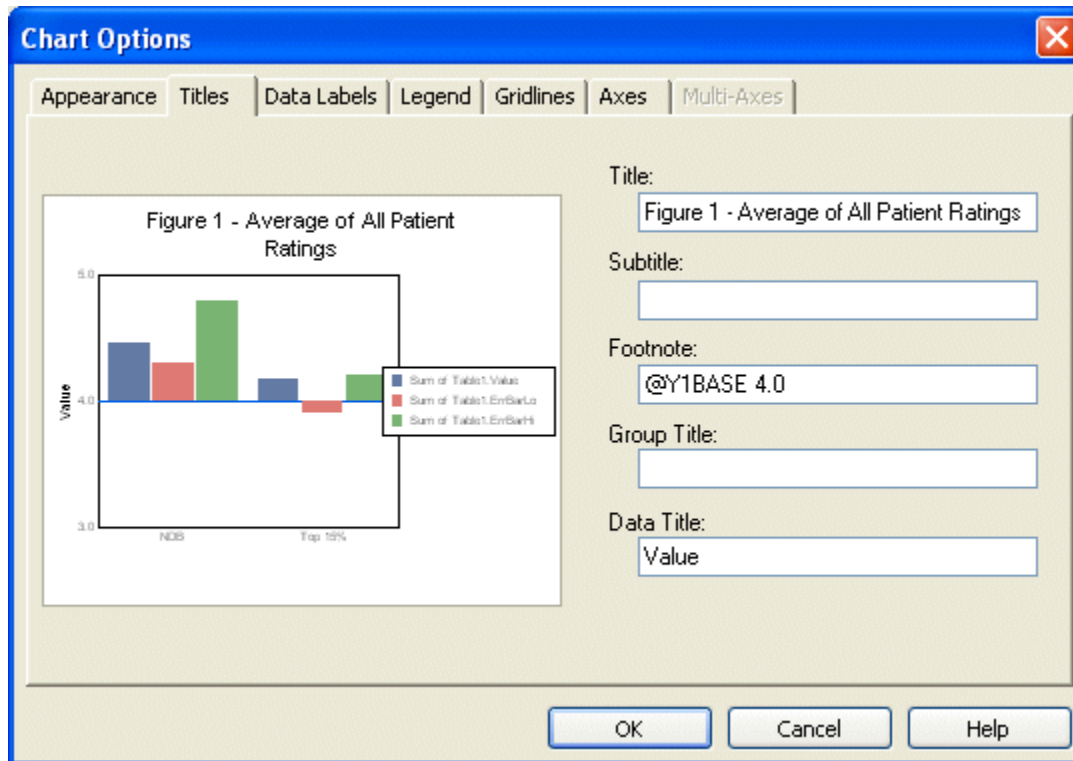 Chart Options
Appearance Titles Data Labels Legend Gridlines Axes Multi-Axes
Figure 1 - Average of All Patient
Ratings
5.0
4.0
3.0
Value
NDB Top 15%
Sum of Table1.Value
Sum of Table1.ErrBarLo
Sum of Table1.ErrBarHi
Title:
Figure 1 - Average of All Patient Ratings
Subtitle:
Footnote:
@Y1BASE 4.0
Group Title:
Data Title:
Value
OK Cancel Help